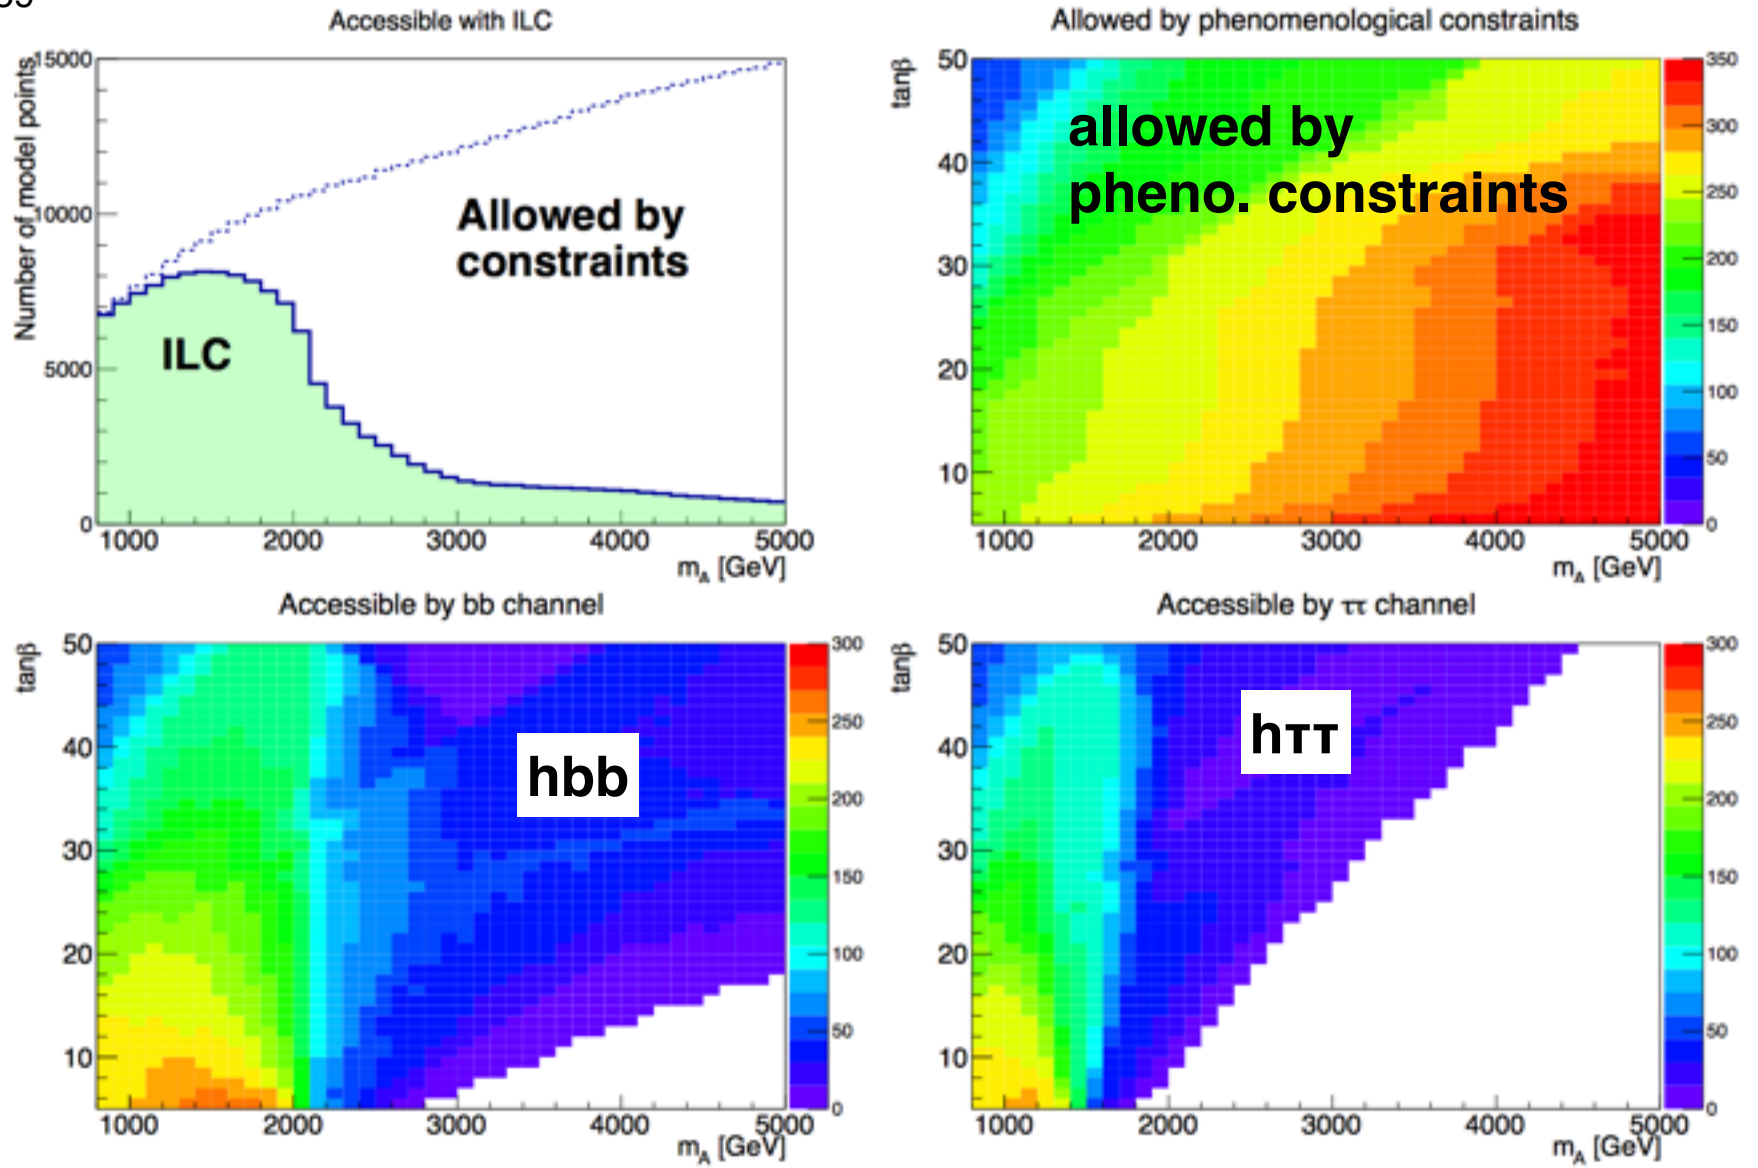 Accessible with ILC
Number of model points
15000
10000
5000
0
Allowed by
constraints
ILC
1000 2000 3000 4000 5000
m_A [GeV]
Allowed by phenomenological constraints
tanβ
50
40
30
20
10
allowed by
pheno. constraints
350
300
250
200
150
100
50
0
1000 2000 3000 4000 5000
m_A [GeV]
Accessible by bb channel
tanβ
50
40
30
20
10
hbb
300
250
200
150
100
50
0
1000 2000 3000 4000 5000
m_A [GeV]
Accessible by ττ channel
tanβ
50
40
30
20
10
hττ
300
250
200
150
100
50
0
1000 2000 3000 4000 5000
m_A [GeV]